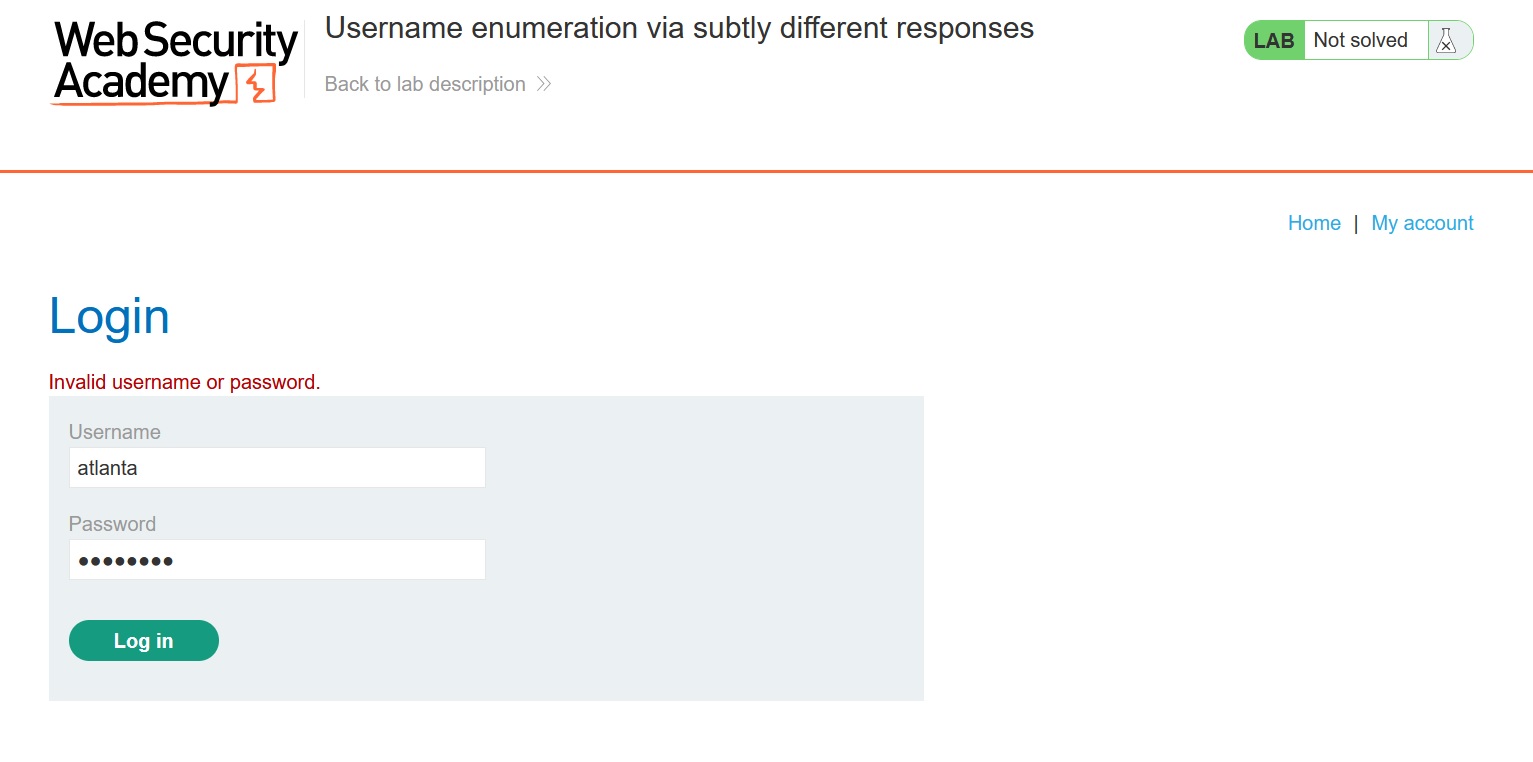 Web Security
Academy
Username enumeration via subtly different responses
Back to lab description
LAB Not solved
Home | My account
Login
Invalid username or password.
Username
atlanta
Password
••••••••
Log in